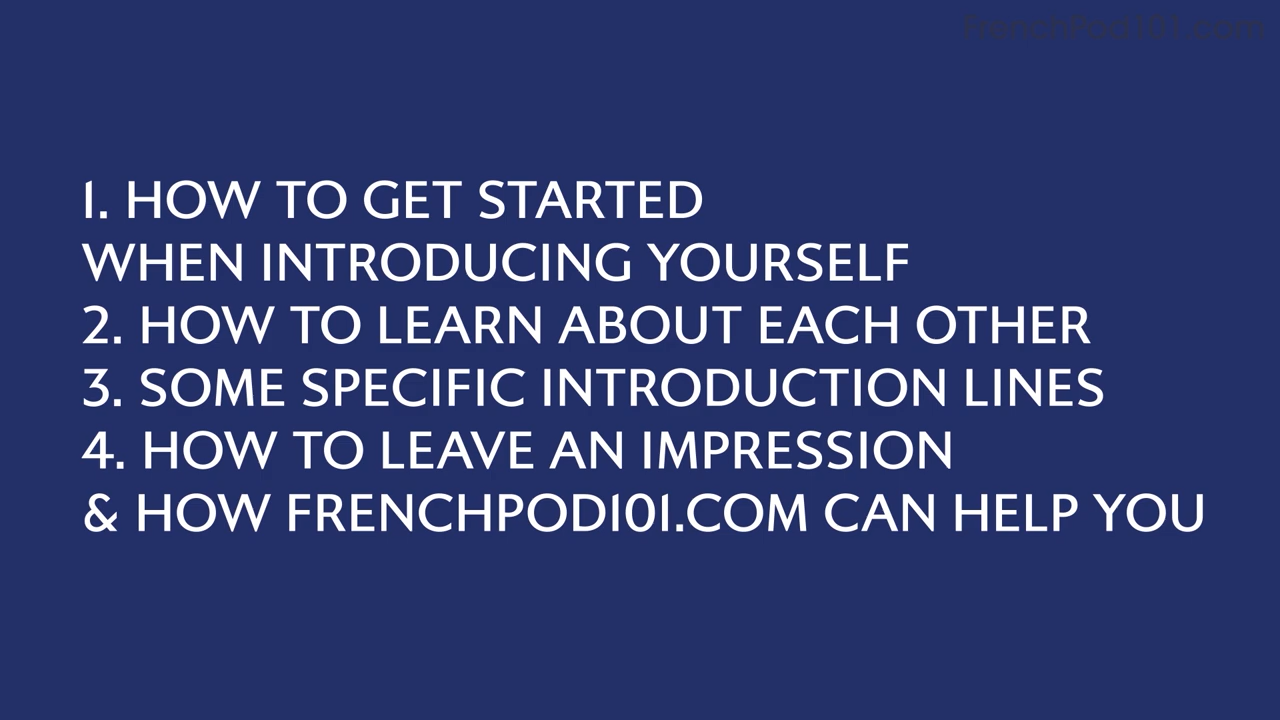 FrenchPod101.com
1. HOW TO GET STARTED
WHEN INTRODUCING YOURSELF
2. HOW TO LEARN ABOUT EACH OTHER
3. SOME SPECIFIC INTRODUCTION LINES
4. HOW TO LEAVE AN IMPRESSION
& HOW FRENCHPOD101.COM CAN HELP YOU